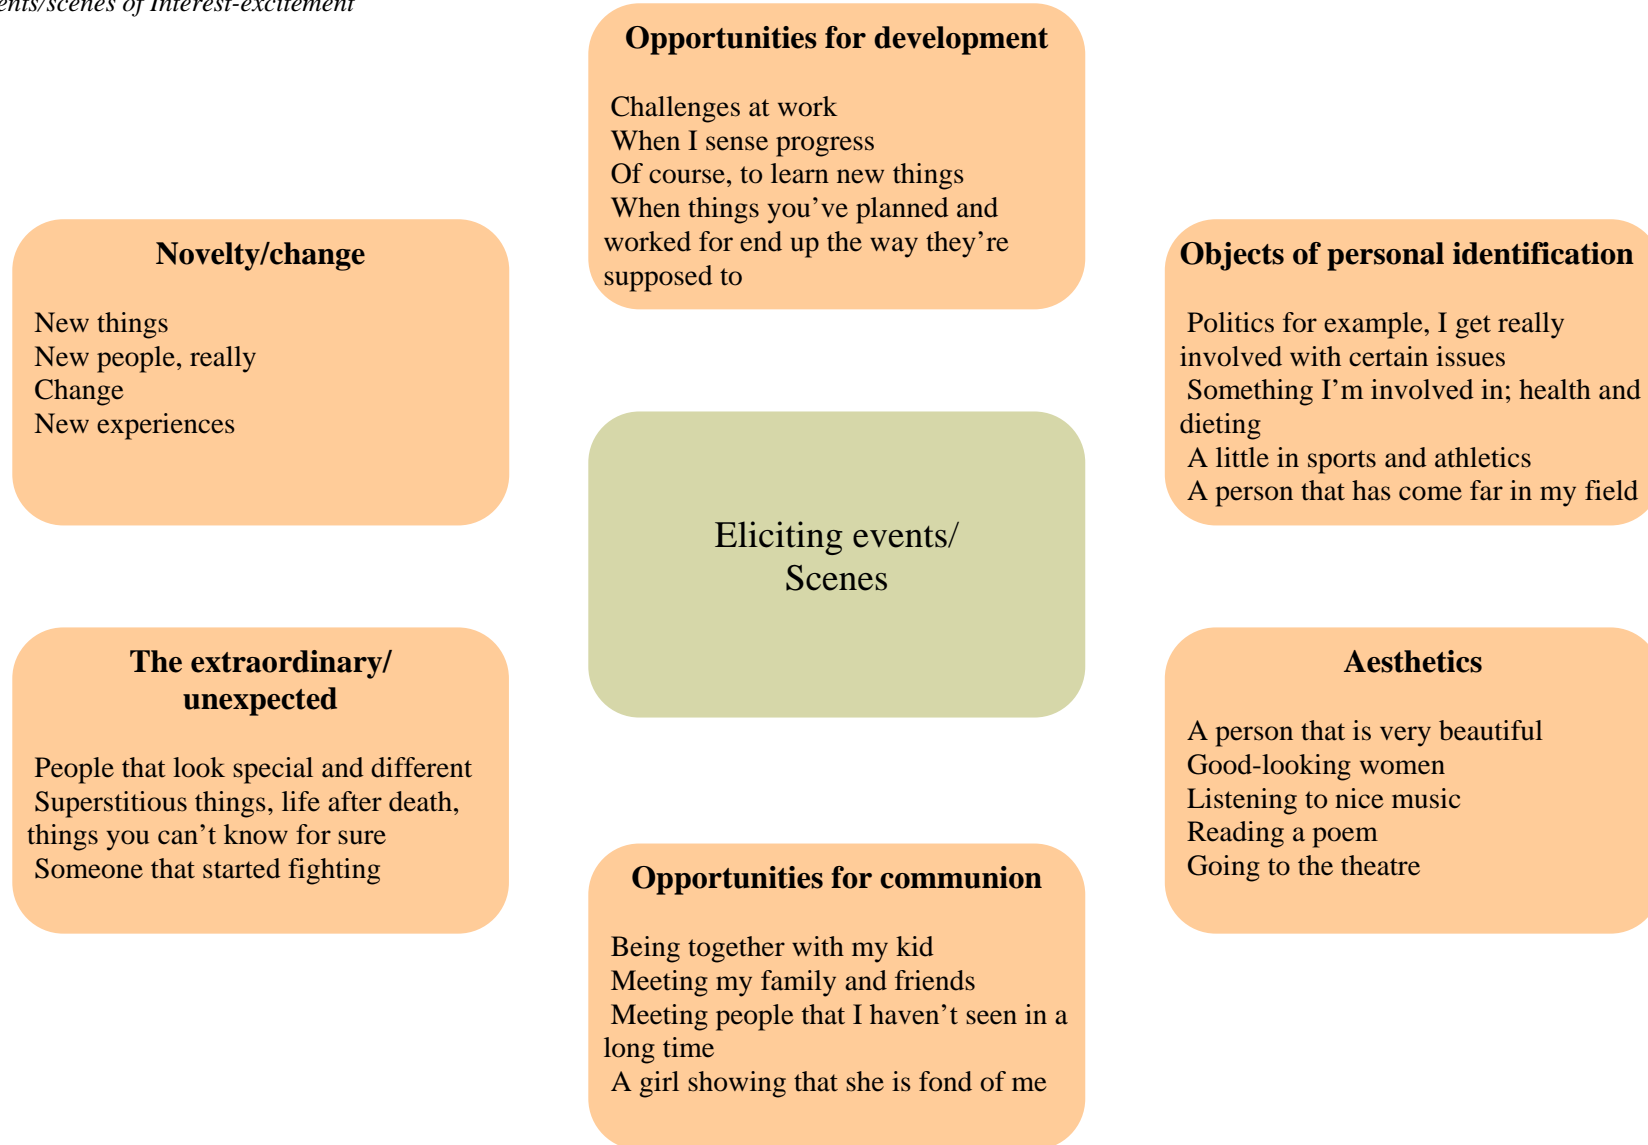 of Interest-excitement
Opportunities for development
Challenges at work
When I sense progress
Of course, to learn new things
When things you’ve planned and
worked for end up the way they’re
supposed to
Novelty/change
New things
New people, really
Change
New experiences
Objects of personal identification
Politics for example, I get really
involved with certain issues
Something I’m involved in; health and
dieting
A little in sports and athletics
A person that has come far in my field
Eliciting events/
Scenes
The extraordinary/
unexpected
People that look special and different
Superstitious things, life after death,
things you can’t know for sure
Someone that started fighting
Aesthetics
A person that is very beautiful
Good-looking women
Listening to nice music
Reading a poem
Going to the theatre
Opportunities for communion
Being together with my kid
Meeting my family and friends
Meeting people that I haven’t seen in a
long time
A girl showing that she is fond of me